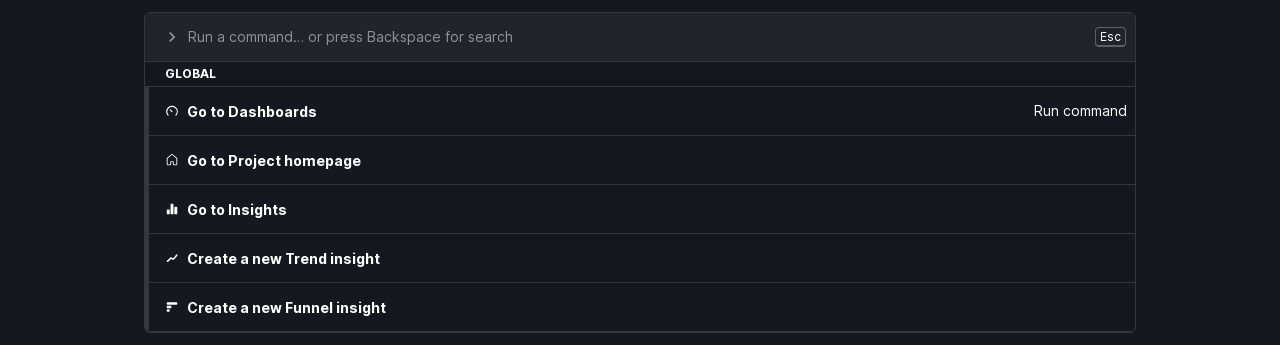 Run a command... or press Backspace for search
Esc
GLOBAL
Go to Dashboards
Run command
Go to Project homepage
Go to Insights
Create a new Trend insight
Create a new Funnel insight